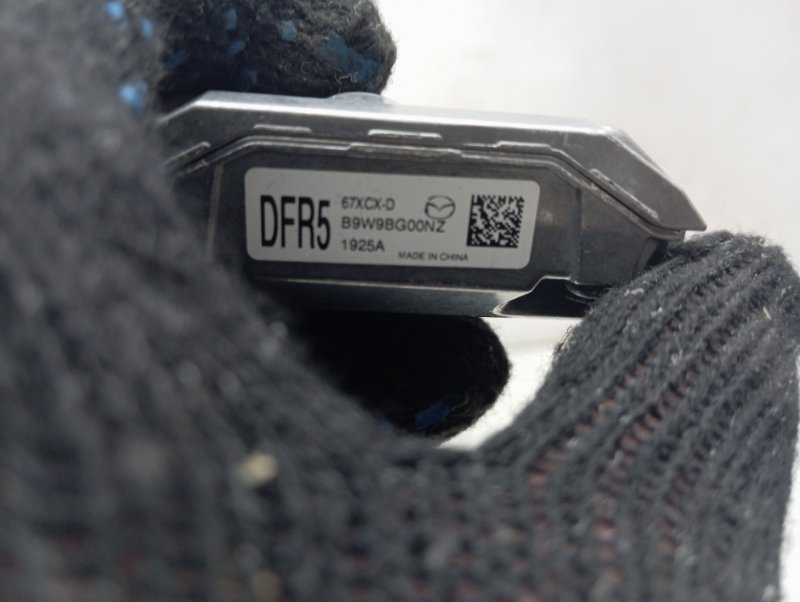 DFR5
67XCX-D
B9W9BG00NZ
1925A
MADE IN CHINA